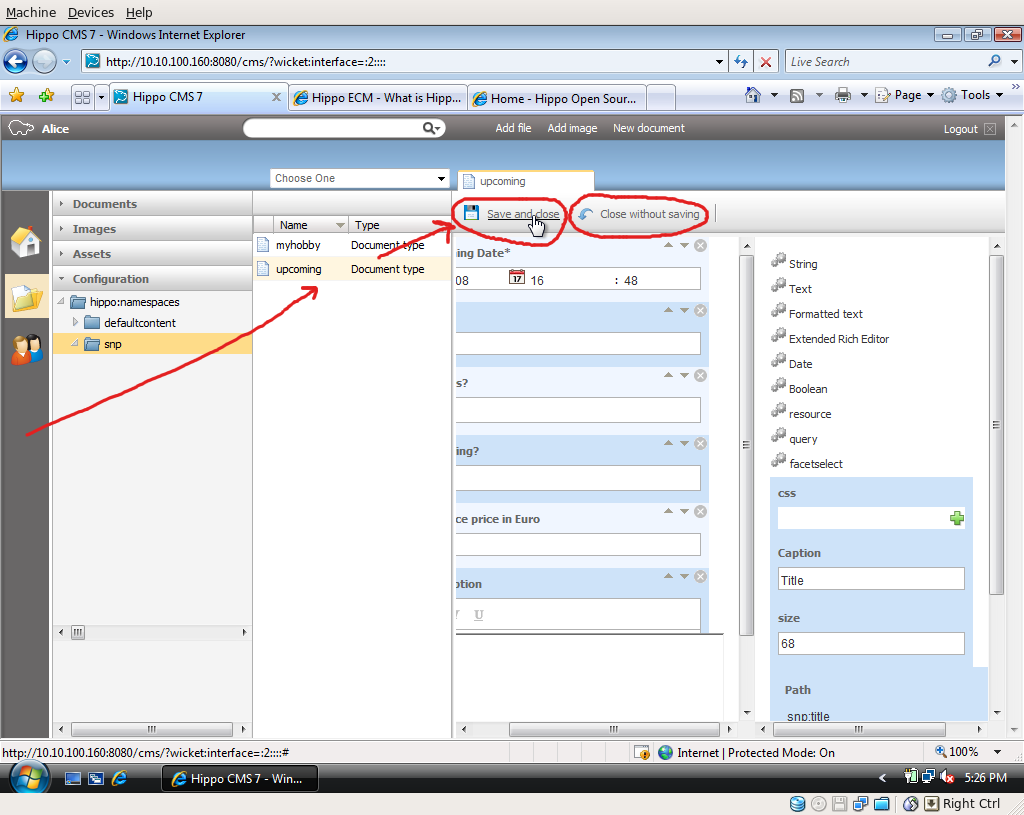 Machine Devices Help
Hippo CMS 7 - Windows Internet Explorer
http://10.10.100.160:8080/cms/?wicket:interface=:2:::: Live Search
Hippo CMS 7 Hippo ECM - What is Hipp... Home - Hippo Open Sour... Page Tools
Alice Add file Add image New document Logout
Choose One upcoming
Documents
Images
Assets
Configuration
hippo:namespaces
defaultcontent
snp
Name Type
myhobby Document type
upcoming Document type
Save and close Close without saving
ing Date*
08 17 16 : 48
s?
ing?
ce price in Euro
ption
U
String
Text
Formatted text
Extended Rich Editor
Date
Boolean
resource
query
facetselect
css
Caption
Title
size
68
Path
snp:title
http://10.10.100.160:8080/cms/?wicket:interface=:2::::# Internet | Protected Mode: On 100%
Hippo CMS 7 - Win... 5:26 PM
Right Ctrl